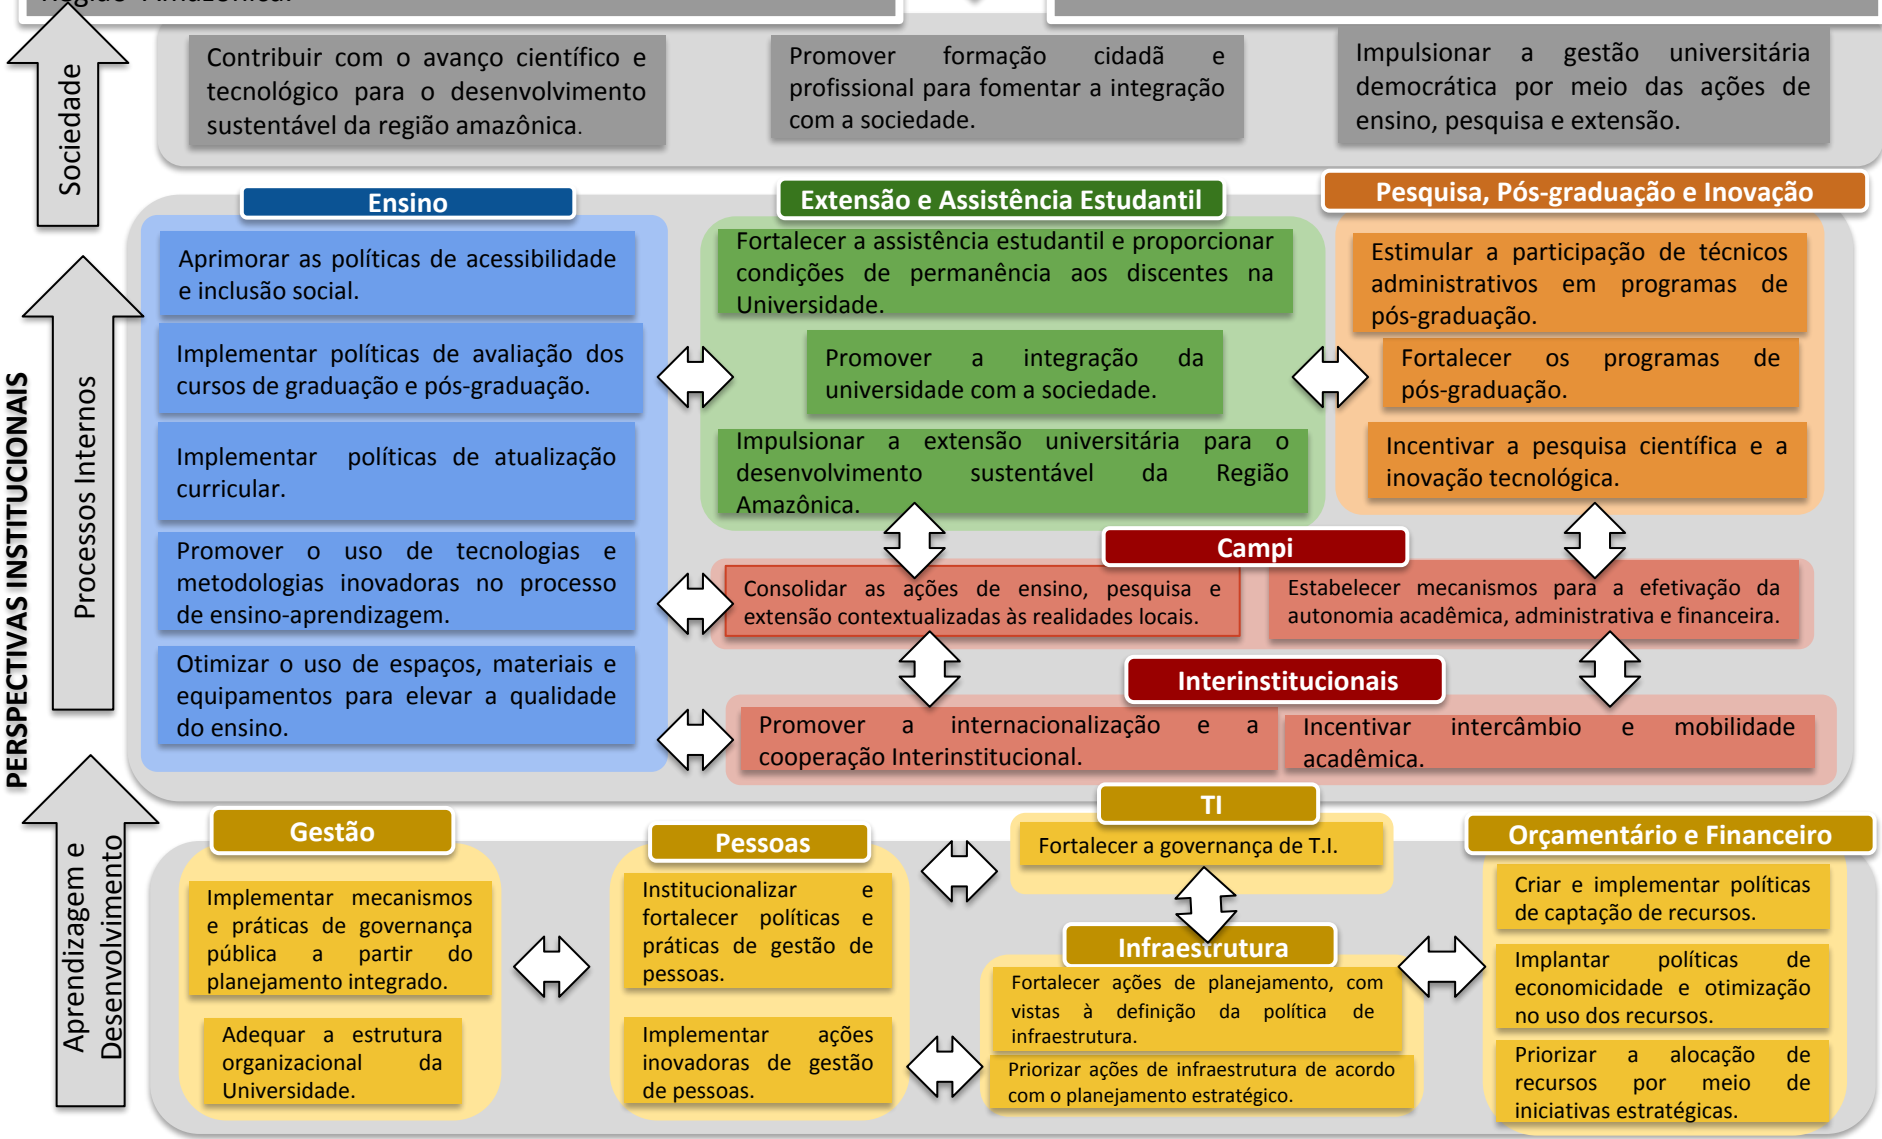 Região Amazônica.
PERSPECTIVAS INSTITUCIONAIS
Sociedade
Contribuir com o avanço científico e
tecnológico para o desenvolvimento
sustentável da região amazônica.
Promover formação cidadã e
profissional para fomentar a integração
com a sociedade.
Impulsionar a gestão universitária
democrática por meio das ações de
ensino, pesquisa e extensão.
Processos Internos
Ensino
Aprimorar as políticas de acessibilidade
e inclusão social.
Implementar políticas de avaliação dos
cursos de graduação e pós-graduação.
Implementar políticas de atualização
curricular.
Promover o uso de tecnologias e
metodologias inovadoras no processo
de ensino-aprendizagem.
Otimizar o uso de espaços, materiais e
equipamentos para elevar a qualidade
do ensino.
Extensão e Assistência Estudantil
Fortalecer a assistência estudantil e proporcionar
condições de permanência aos discentes na
Universidade.
Promover a integração da
universidade com a sociedade.
Impulsionar a extensão universitária para o
desenvolvimento sustentável da Região
Amazônica.
Pesquisa, Pós-graduação e Inovação
Estimular a participação de técnicos
administrativos em programas de
pós-graduação.
Fortalecer os programas de
pós-graduação.
Incentivar a pesquisa científica e a
inovação tecnológica.
Campi
Consolidar as ações de ensino, pesquisa e
extensão contextualizadas às realidades locais.
Estabelecer mecanismos para a efetivação da
autonomia acadêmica, administrativa e financeira.
Interinstitucionais
Promover a internacionalização e a
cooperação Interinstitucional.
Incentivar intercâmbio e mobilidade
acadêmica.
Aprendizagem e
Desenvolvimento
Gestão
Implementar mecanismos
e práticas de governança
pública a partir do
planejamento integrado.
Adequar a estrutura
organizacional da
Universidade.
Pessoas
Institucionalizar e
fortalecer políticas e
práticas de gestão de
pessoas.
Implementar ações
inovadoras de gestão
de pessoas.
TI
Fortalecer a governança de T.I.
Infraestrutura
Fortalecer ações de planejamento, com
vistas à definição da política de
infraestrutura.
Priorizar ações de infraestrutura de acordo
com o planejamento estratégico.
Orçamentário e Financeiro
Criar e implementar políticas
de captação de recursos.
Implantar políticas de
economicidade e otimização
no uso dos recursos.
Priorizar a alocação de
recursos por meio de
iniciativas estratégicas.